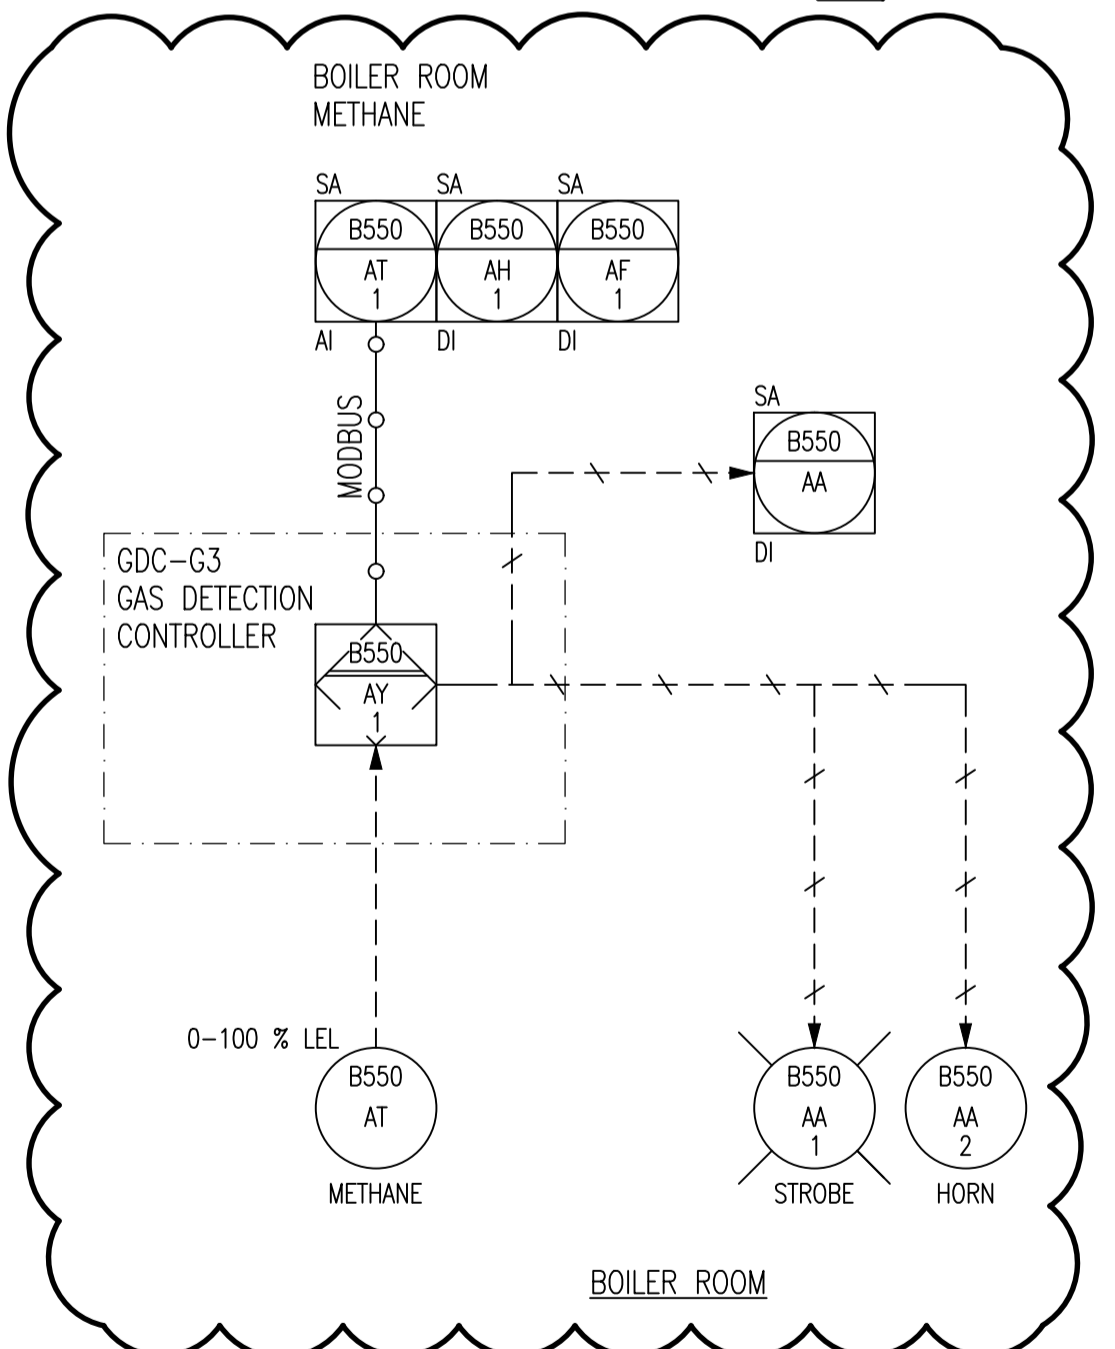 BOILER ROOM
METHANE
SA SA SA
B550 B550 B550
AT AH AF
1 1 1
AI DI DI
MODBUS
SA
B550
AA
DI
GDC-G3
GAS DETECTION
CONTROLLER
B550
AY
1
0-100 % LEL
B550
AT
METHANE
B550
AA
1
STROBE
B550
AA
2
HORN
BOILER ROOM